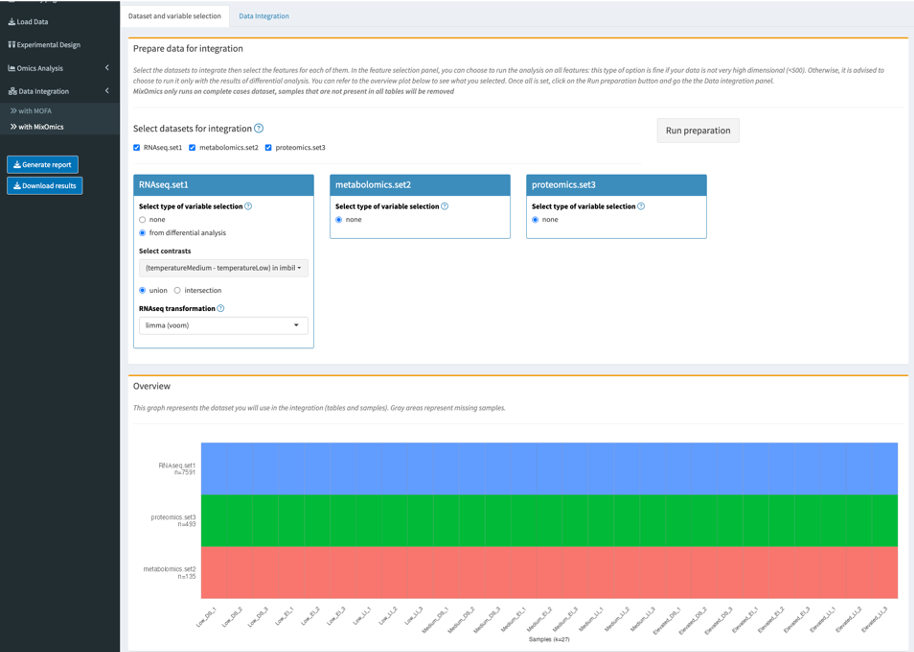 Load Data
Experimental Design
Omics Analysis
Data Integration
with MOFA
with MixOmics
Generate report
Download results
Dataset and variable selection
Data Integration
Prepare data for integration
Select the datasets to integrate then select the features for each of them. In the feature selection panel, you can choose to run the analysis on all features: this type of option is fine if your data is not very high dimensional (<500). Otherwise, it is advised to
choose to run it only with the results of differential analysis. You can refer to the overview plot below to see what you selected. Once all is set, click on the Run preparation button and go the the Data integration panel.
MixOmics only runs on complete cases dataset, samples that are not present in all tables will be removed
Select datasets for integration ?
Run preparation
RNAseq.set1 metabolomics.set2 proteomics.set3
RNAseq.set1
Select type of variable selection ?
none
from differential analysis
Select contrasts
(temperatureMedium - temperatureLow) in imbil
union intersection
RNAseq transformation ?
limma (voom)
metabolomics.set2
Select type of variable selection ?
none
proteomics.set3
Select type of variable selection ?
none
Overview
This graph represents the dataset you will use in the integration (tables and samples). Gray areas represent missing samples.
RNAseq.set1
n=7591
proteomics.set3
n=493
metabolomics.set2
n=135
Low_DS_1
Low_DS_2
Low_DS_3
Low_EI_1
Low_EI_2
Low_EI_3
Low_LI_1
Low_LI_2
Low_LI_3
Medium_DS_1
Medium_DS_2
Medium_DS_3
Medium_EI_1
Medium_EI_2
Medium_EI_3
Medium_LI_1
Medium_LI_2
Medium_LI_3
Elevated_DS_1
Elevated_DS_2
Elevated_DS_3
Elevated_EI_1
Elevated_EI_2
Elevated_EI_3
Elevated_LI_1
Elevated_LI_2
Elevated_LI_3
Samples (k=27)